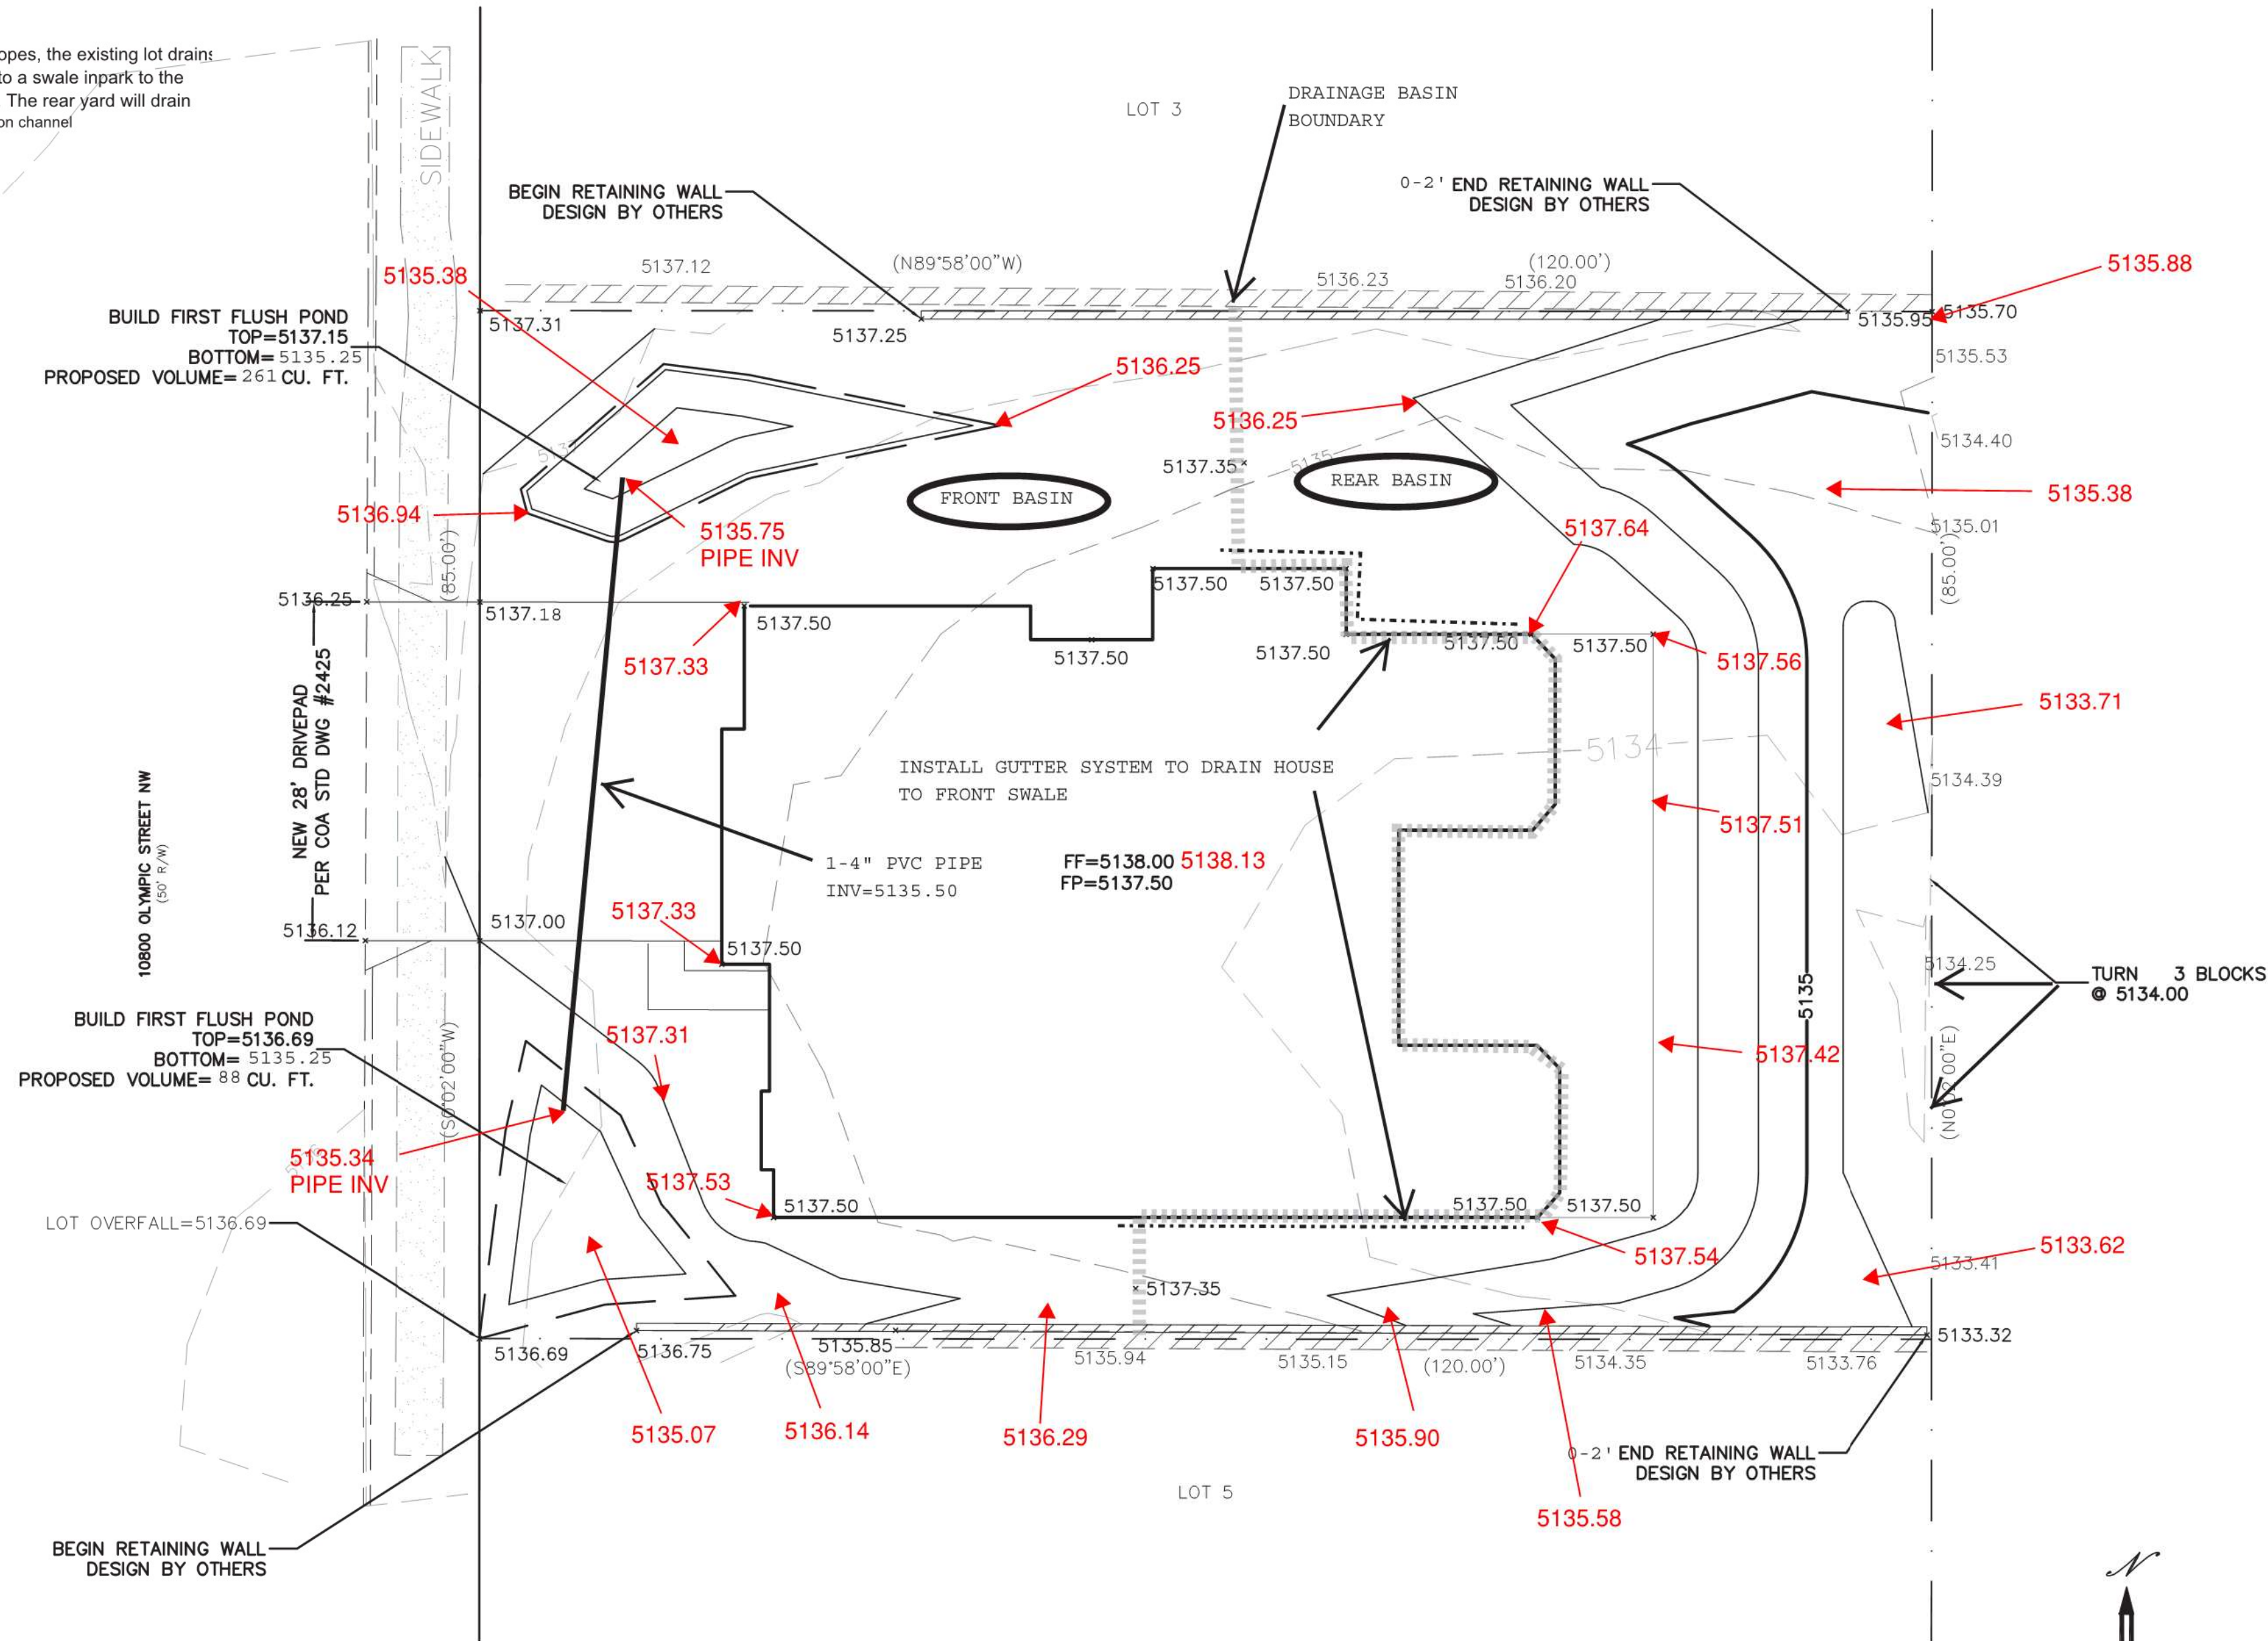 opes, the existing lot drains
to a swale inpark to the
The rear yard will drain
on channel
SIDEWALK
LOT 3
DRAINAGE BASIN
BOUNDARY
BEGIN RETAINING WALL
DESIGN BY OTHERS
0-2' END RETAINING WALL
DESIGN BY OTHERS
5135.38
5137.12
(N89°58'00"W)
5136.23
(120.00')
5136.20
5135.88
BUILD FIRST FLUSH POND
TOP=5137.15
BOTTOM= 5135.25
PROPOSED VOLUME= 261 CU. FT.
5137.31
5137.25
5135.95
5135.70
5135.53
5136.25
5136.25
5134.40
5137.35
5135
FRONT BASIN
REAR BASIN
5135.38
5136.94
5135.75
PIPE INV
5137.64
5135.01
(85.00')
(85.00')
5136.25
5137.18
5137.50
5137.50
5137.50
5137.33
5137.50
5137.50
5137.50
5137.50
5137.56
NEW 28' DRIVEPAD
PER COA STD DWG #2425
5133.71
5134
INSTALL GUTTER SYSTEM TO DRAIN HOUSE
TO FRONT SWALE
5134.39
5137.51
10800 OLYMPIC STREET NW
(50' R/W)
1-4" PVC PIPE
INV=5135.50
FF=5138.00 5138.13
FP=5137.50
5137.33
5136.12
5137.00
5137.50
5134.25
TURN 3 BLOCKS
@ 5134.00
5135
BUILD FIRST FLUSH POND
TOP=5136.69
BOTTOM= 5135.25
PROPOSED VOLUME= 88 CU. FT.
5137.31
5137.42
(S0°02'00"W)
(N0°02'00"E)
5135.34
PIPE INV
5137.53
5137.50
5137.50
5137.50
LOT OVERFALL=5136.69
5137.54
5133.62
5133.41
5137.35
5136.69
5136.75
5135.85
(S89°58'00"E)
5135.94
5135.15
(120.00')
5134.35
5133.76
5133.32
5135.07
5136.14
5136.29
5135.90
0-2' END RETAINING WALL
DESIGN BY OTHERS
LOT 5
5135.58
BEGIN RETAINING WALL
DESIGN BY OTHERS
N